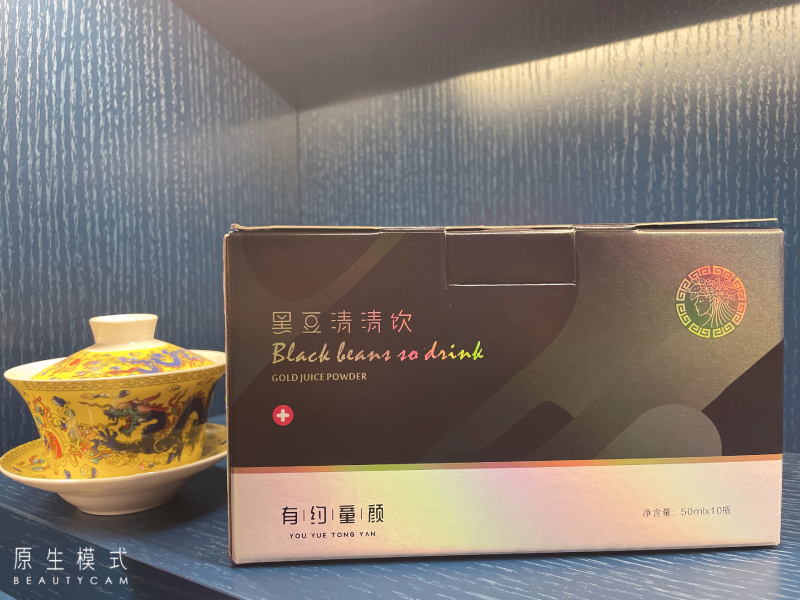 黑豆清清饮
Black beans so drink
GOLD JUICE POWDER
有约童颜
YOU YUE TONG YAN
净含量：50mlx10瓶
原生模式
BEAUTYCAM